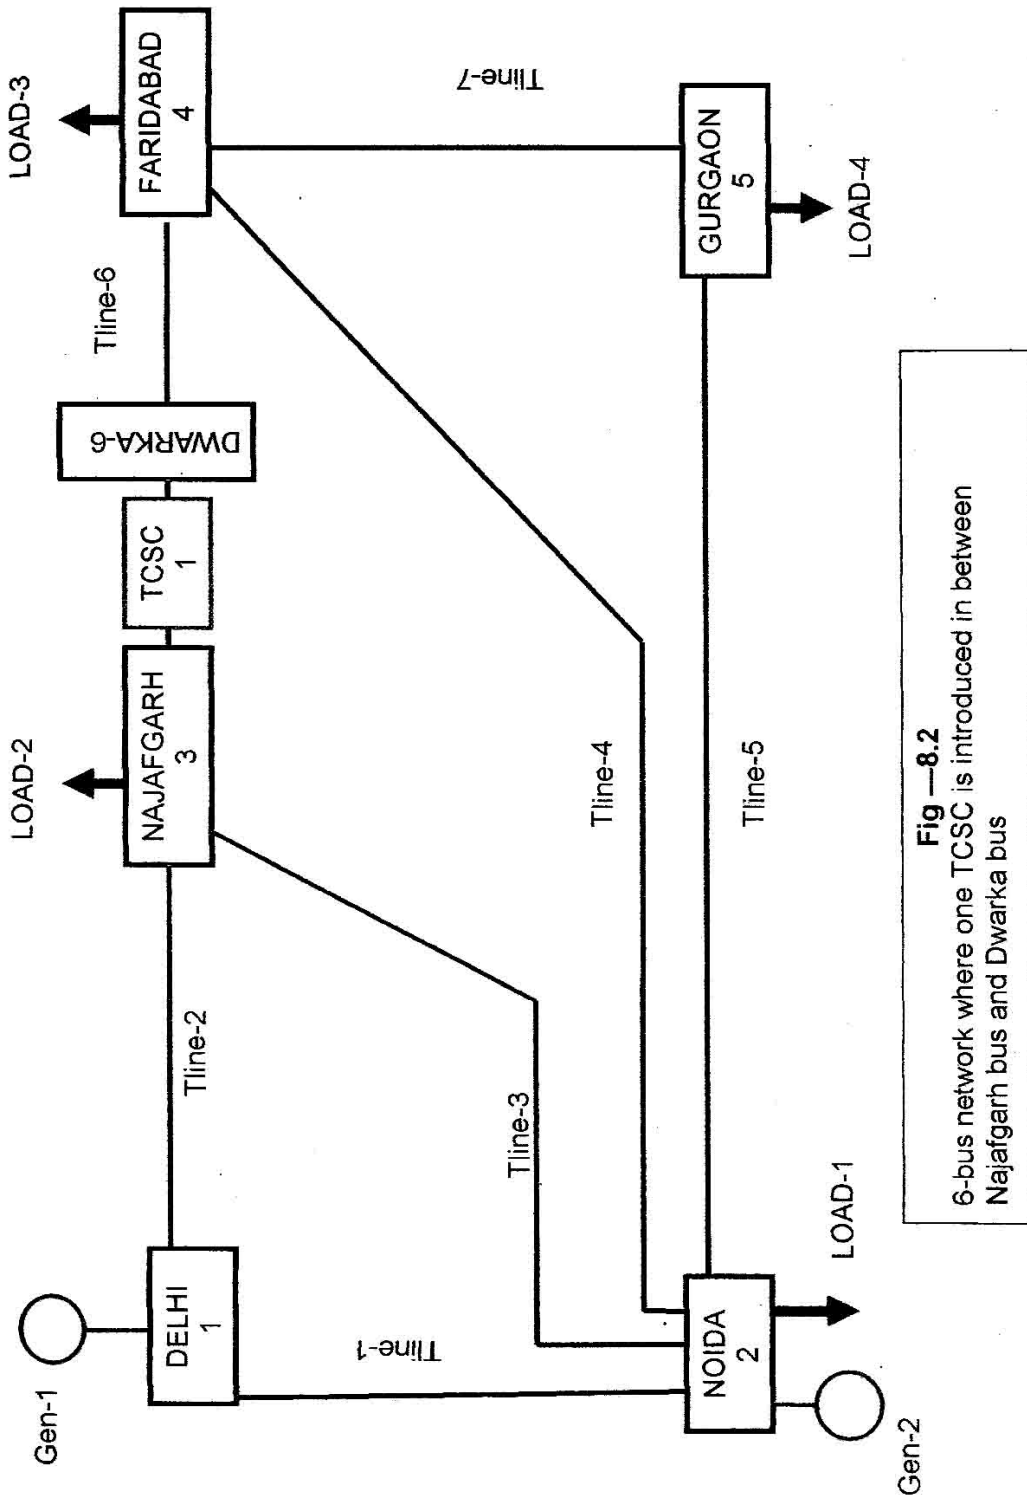 Gen-1
DELHI
1
Tline-2
LOAD-2
NAJAFGARH
3
TCSC
1
DWARKA-6
Tline-6
LOAD-3
FARIDABAD
4
Tline-1
Tline-3
Tline-4
Tline-7
Tline-5
NOIDA
2
Gen-2
LOAD-1
GURGAON
5
LOAD-4
Fig —8.2
6-bus network where one TCSC is introduced in between
Najafgarh bus and Dwarka bus